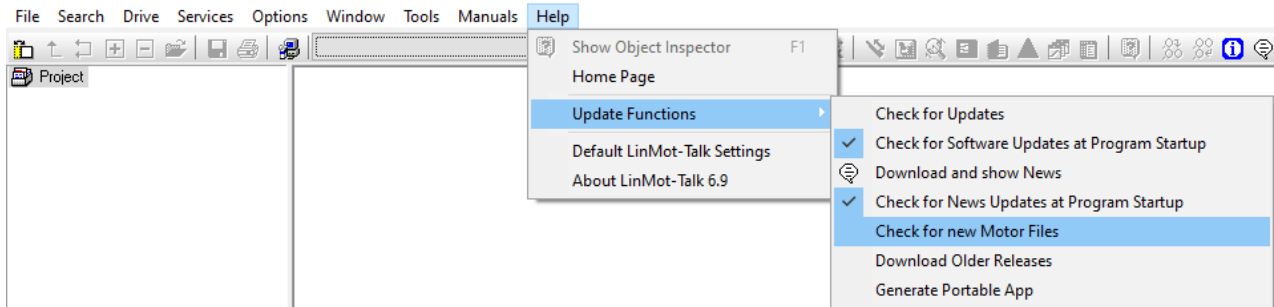 File Search Drive Services Options Window Tools Manuals Help
Show Object Inspector F1
Home Page
Project
Update Functions
Check for Updates
Check for Software Updates at Program Startup
Default LinMot-Talk Settings
Download and show News
About LinMot-Talk 6.9
Check for News Updates at Program Startup
Check for new Motor Files
Download Older Releases
Generate Portable App